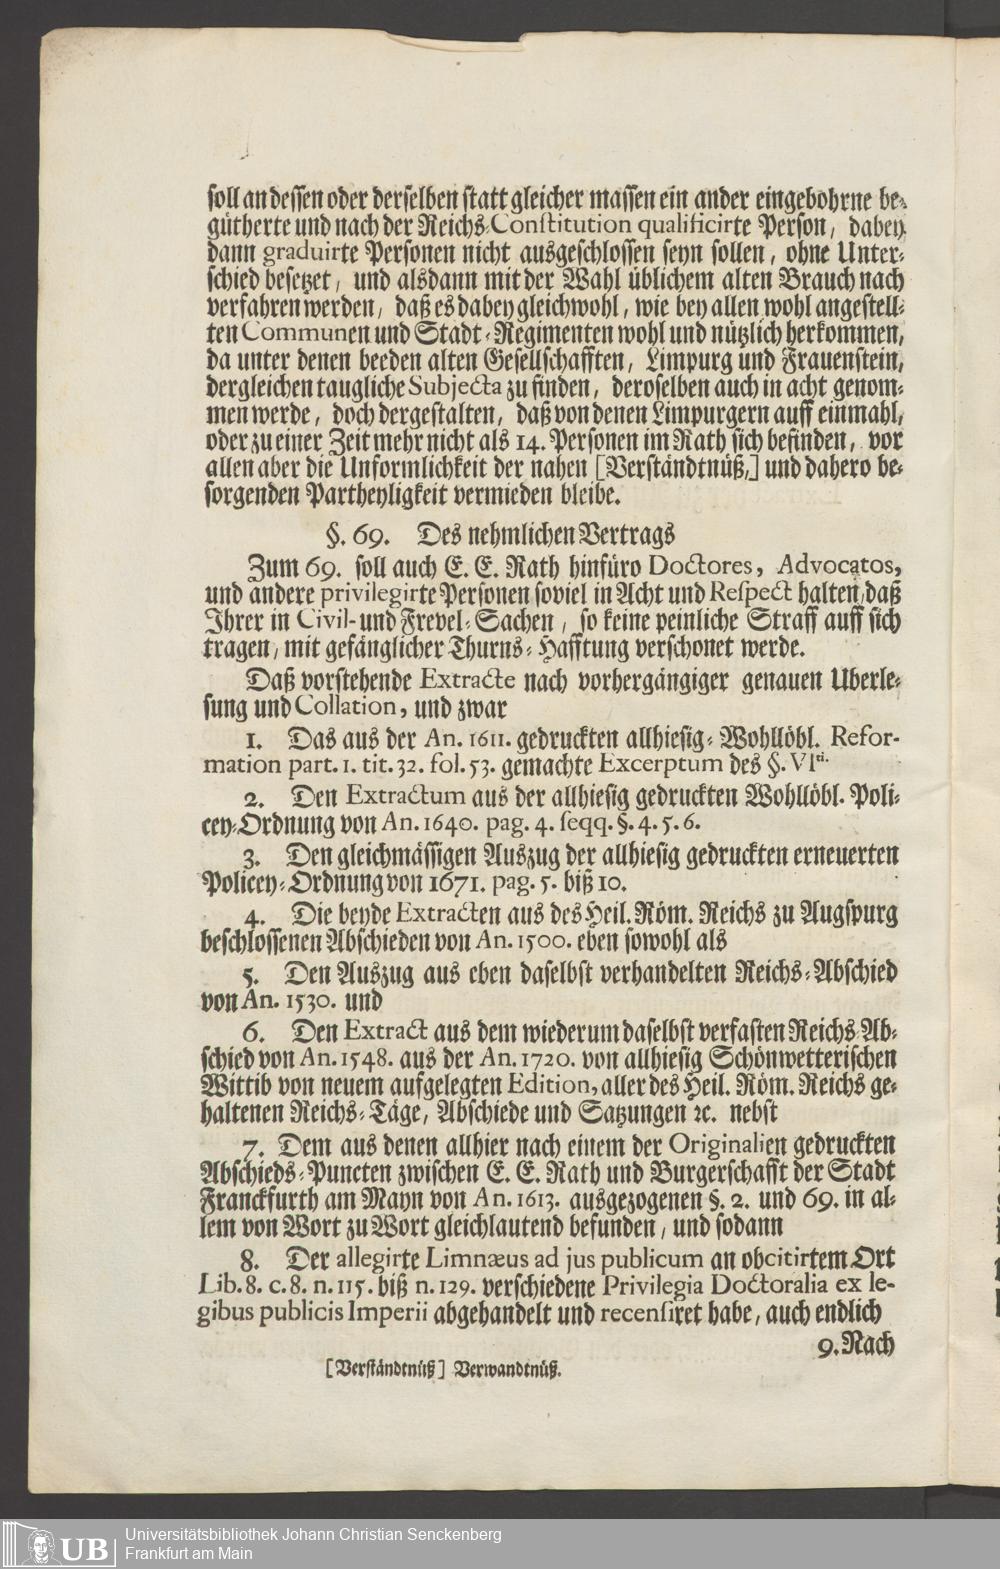 soll an dessen oder derselben statt gleicher massen ein ander eingebohrne be-
gütherte und nach der Reichs-Constitution qualificirte Person, dabey
dann graduirte Personen nicht ausgeschlossen seyn sollen, ohne Unter-
schied besetzet, und alsdann mit der Wahl üblichem alten Brauch nach
verfahren werden, daß es dabey gleichwohl, wie bey allen wohl angestell-
ten Communen und Stadt-Regimenten wohl und nützlich herkommen,
da unter denen beeden alten Gesellschafften, Limpurg und Frauenstein,
dergleichen taugliche Subjecta zu finden, deroselben auch in acht genom-
men werde, doch dergestalten, daß von denen Limpurgern auff einmahl,
oder zu einer Zeit mehr nicht als 14. Personen im Rath sich befinden, vor
allen aber die Unformlichkeit der nahen [Verständtnüß,] und dahero be-
sorgenden Partheyligkeit vermieden bleibe.
§. 69. Des nehmlichen Vertrags
Zum 69. soll auch E. E. Rath hinfüro Doctores, Advocatos,
und andere privilegirte Personen soviel in Acht und Respect halten, daß
Ihrer in Civil- und Frevel-Sachen, so keine peinliche Straff auff sich
tragen, mit gefänglicher Thurns-Hafftung verschonet werde.
Daß vorstehende Extracte nach vorhergängiger genauen Uberle-
sung und Collation, und zwar
1. Das aus der An. 1611. gedruckten allhiesig-Wohllöbl. Refor-
mation part. 1. tit. 32. fol. 53. gemachte Excerptum des §. VIti.
2. Den Extractum aus der allhiesig gedruckten Wohllöbl. Poli-
cey-Ordnung von An. 1640. pag. 4. seqq. §. 4. 5. 6.
3. Den gleichmässigen Auszug der allhiesig gedruckten erneuerten
Policey-Ordnung von 1671. pag. 5. biß 10.
4. Die beyde Extracten aus des Heil. Röm. Reichs zu Augspurg
beschlossenen Abschieden von An. 1500. eben sowohl als
5. Den Auszug aus eben daselbst verhandelten Reichs-Abschied
von An. 1530. und
6. Den Extract aus dem wiederum daselbst verfasten Reichs-Ab-
schied von An. 1548. aus der An. 1720. von allhiesig Schönwetterischen
Wittib von neuem aufgelegten Edition, aller des Heil. Röm. Reichs ge-
haltenen Reichs-Täge, Abschiede und Satzungen ꝛc. nebst
7. Dem aus denen allhier nach einem der Originalien gedruckten
Abschieds-Puncten zwischen E. E. Rath und Burgerschafft der Stadt
Franckfurth am Mayn von An. 1613. ausgezogenen §. 2. und 69. in al-
lem von Wort zu Wort gleichlautend befunden, und sodann
8. Der allegirte Limnæus ad jus publicum an obcitirtem Ort
Lib. 8. c. 8. n. 115. biß n. 129. verschiedene Privilegia Doctoralia ex le-
gibus publicis Imperii abgehandelt und recensiret habe, auch endlich
9. Nach
[Verständtnüß] Verwandtnüß.
UB
Universitätsbibliothek Johann Christian Senckenberg
Frankfurt am Main